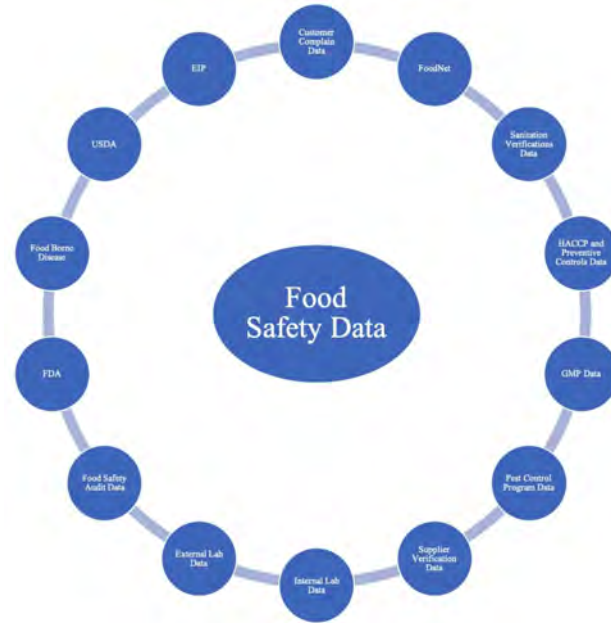 Customer
Complain
Data
FoodNet
Sanitation
Verifications
Data
HACCP and
Preventive
Controls Data
GMP Data
Pest Control
Program Data
Supplier
Verification
Data
Internal Lab
Data
External Lab
Data
Food Safety
Audit Data
FDA
Food Borno
Disease
USDA
EIP
Food
Safety Data